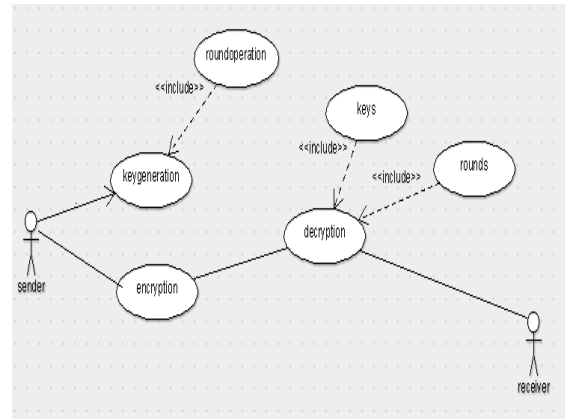 roundoperation
<<include>>
keys
<<include>>
rounds
<<include>>
keygeneration
decryption
sender
encryption
receiver